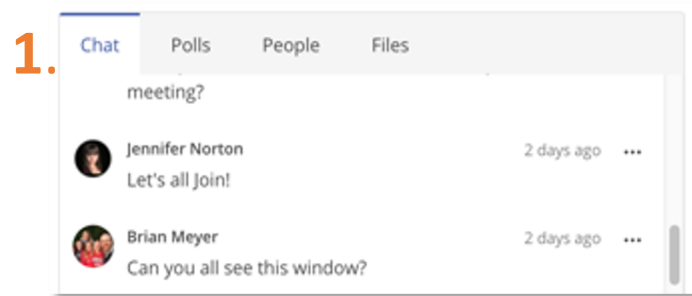 1.
Chat Polls People Files
meeting?
Jennifer Norton 2 days ago ...
Let's all Join!
Brian Meyer 2 days ago ...
Can you all see this window?